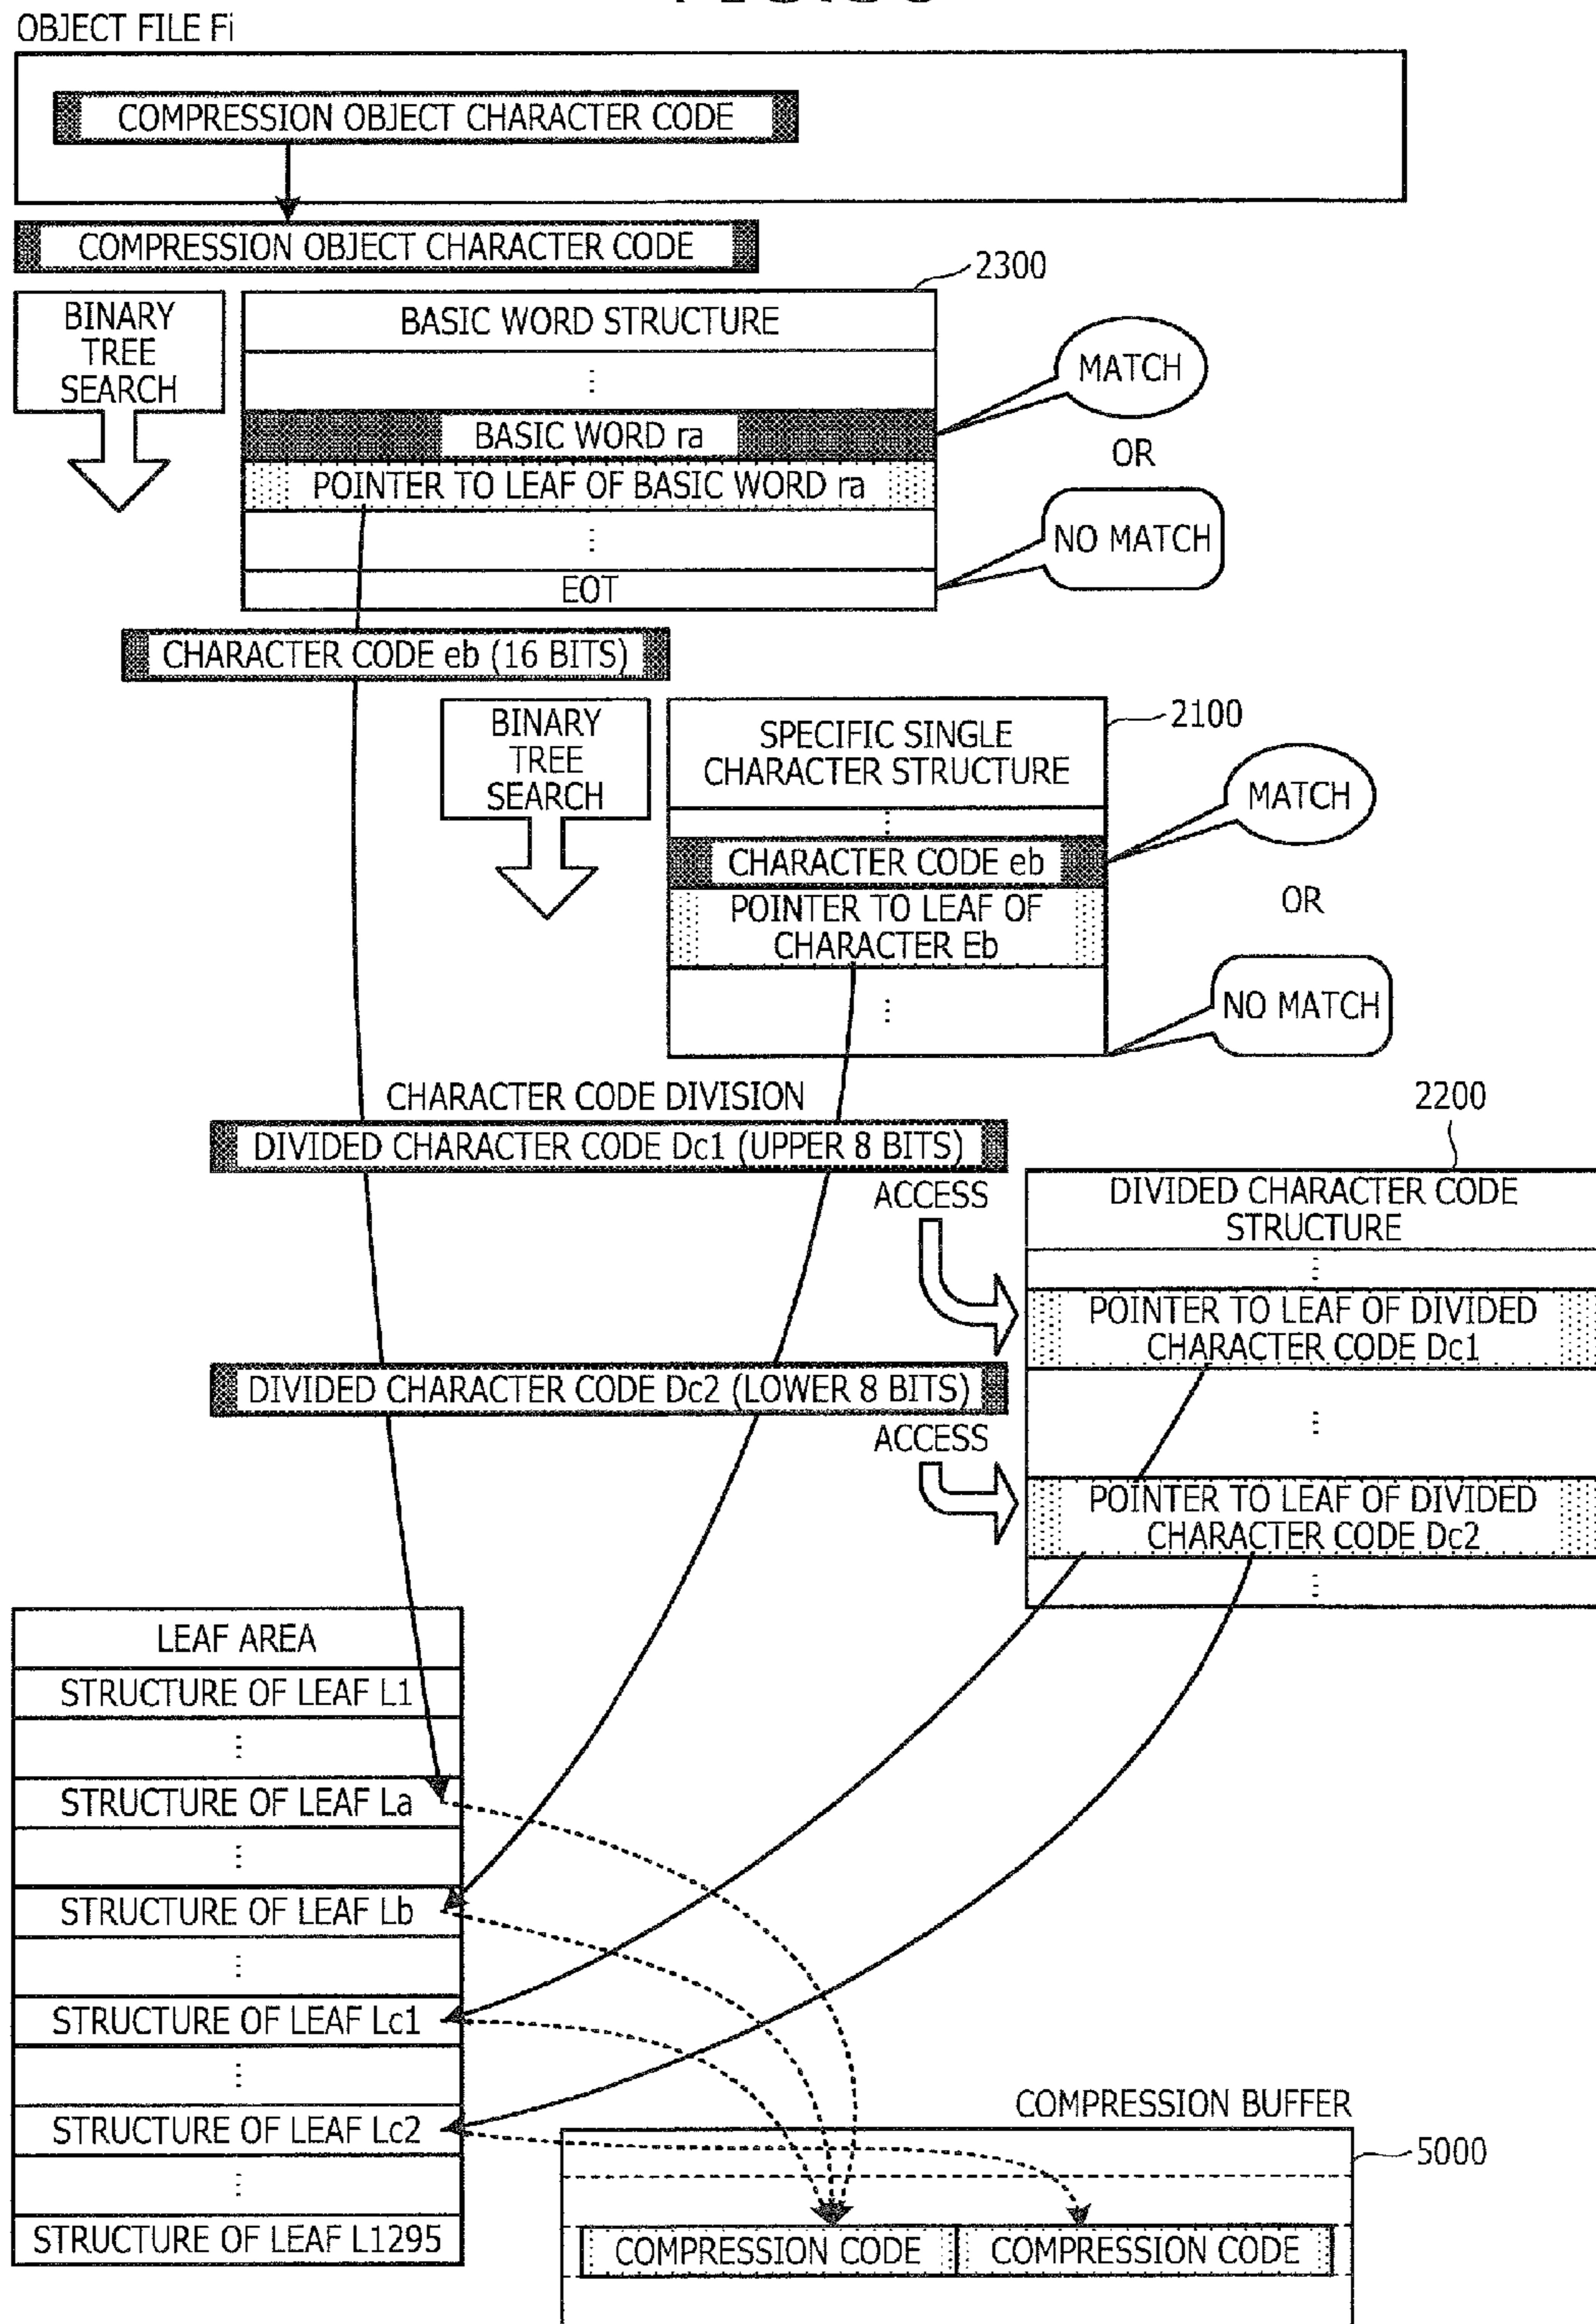 OBJECT FILE Fi
COMPRESSION OBJECT CHARACTER CODE
COMPRESSION OBJECT CHARACTER CODE
2300
BINARY
TREE
SEARCH
BASIC WORD STRUCTURE
⋮
MATCH
BASIC WORD ra
OR
POINTER TO LEAF OF BASIC WORD ra
⋮
NO MATCH
EOT
CHARACTER CODE eb (16 BITS)
2100
BINARY
TREE
SEARCH
SPECIFIC SINGLE
CHARACTER STRUCTURE
⋮
MATCH
CHARACTER CODE eb
OR
POINTER TO LEAF OF
CHARACTER Eb
⋮
NO MATCH
CHARACTER CODE DIVISION
2200
DIVIDED CHARACTER CODE Dc1 (UPPER 8 BITS)
ACCESS
DIVIDED CHARACTER CODE
STRUCTURE
⋮
POINTER TO LEAF OF DIVIDED
CHARACTER CODE Dc1
DIVIDED CHARACTER CODE Dc2 (LOWER 8 BITS)
⋮
ACCESS
POINTER TO LEAF OF DIVIDED
CHARACTER CODE Dc2
⋮
LEAF AREA
STRUCTURE OF LEAF L1
⋮
STRUCTURE OF LEAF La
⋮
STRUCTURE OF LEAF Lb
⋮
STRUCTURE OF LEAF Lc1
⋮
STRUCTURE OF LEAF Lc2
⋮
STRUCTURE OF LEAF L1295
COMPRESSION BUFFER
5000
COMPRESSION CODE
COMPRESSION CODE